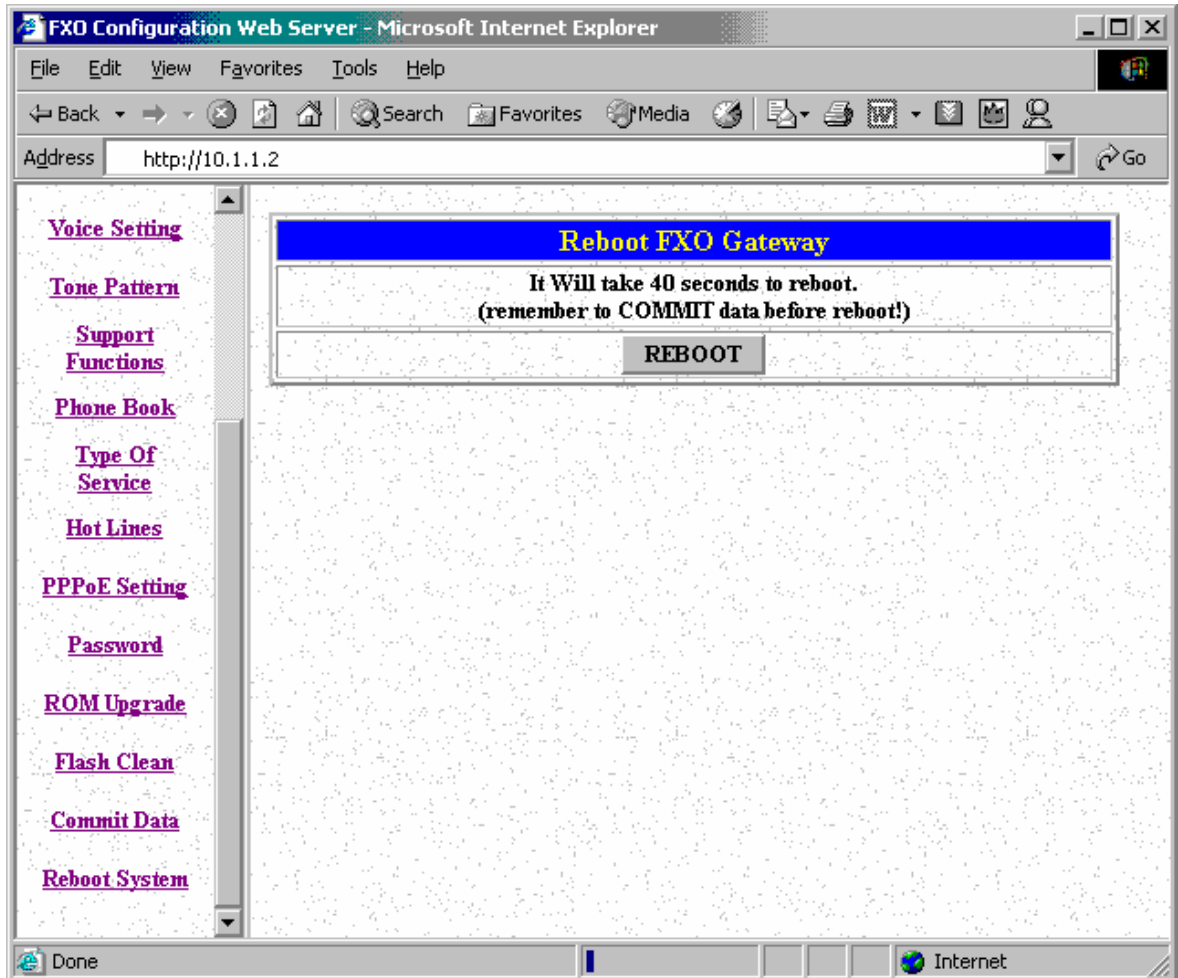 FXO Configuration Web Server - Microsoft Internet Explorer
File Edit View Favorites Tools Help
Back Search Favorites Media
Address http://10.1.1.2 Go
Voice Setting
Tone Pattern
Support
Functions
Phone Book
Type Of
Service
Hot Lines
PPPoE Setting
Password
ROM Upgrade
Flash Clean
Commit Data
Reboot System
Reboot FXO Gateway
It Will take 40 seconds to reboot.
(remember to COMMIT data before reboot!)
REBOOT
Done Internet